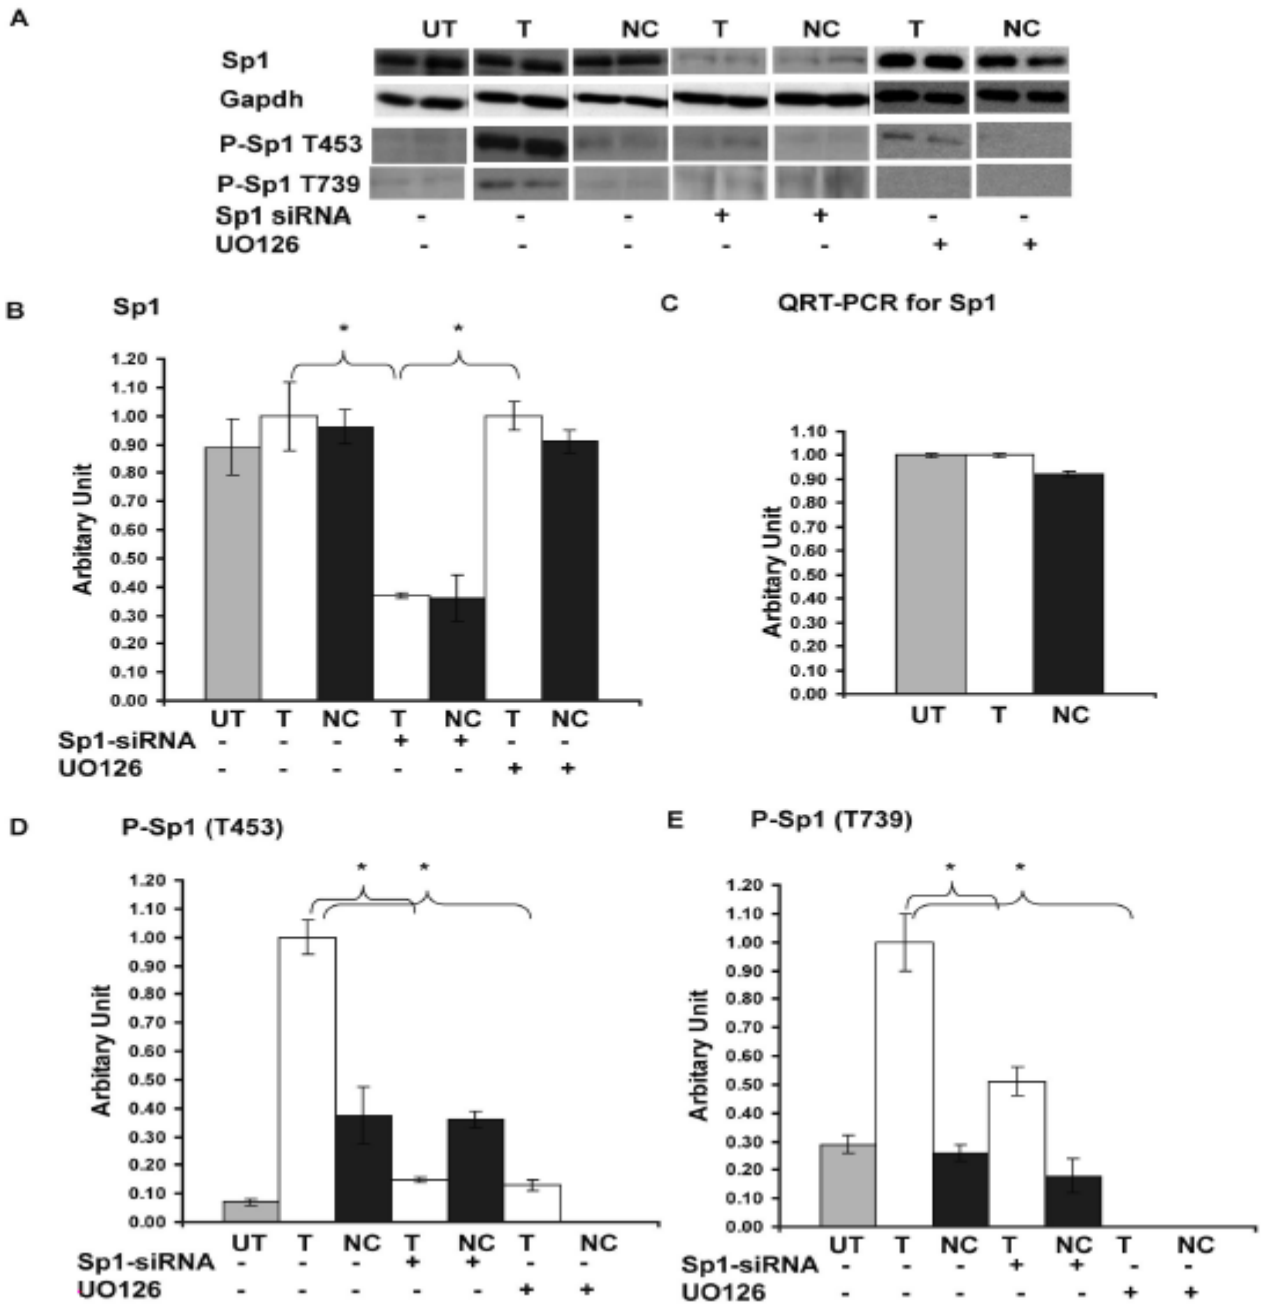 A
UT T NC T NC T NC
Sp1
Gapdh
P-Sp1 T453
P-Sp1 T739
Sp1 siRNA - - - + + - -
UO126 - - - - - + +
B Sp1
* *
1.20
1.10
1.00
0.90
0.80
0.70
0.60
0.50
0.40
0.30
0.20
0.10
0.00
Arbitary Unit
UT T NC T NC T NC
Sp1-siRNA - - - + + - -
UO126 - - - - - + +
C QRT-PCR for Sp1
1.10
1.00
0.90
0.80
0.70
0.60
0.50
0.40
0.30
0.20
0.10
0.00
Arbitary Unit
UT T NC
D P-Sp1 (T453)
* *
1.20
1.10
1.00
0.90
0.80
0.70
0.60
0.50
0.40
0.30
0.20
0.10
0.00
Arbitary Unit
UT T NC T NC T NC
Sp1-siRNA - - - + + - -
UO126 - - - - - + +
E P-Sp1 (T739)
* *
1.20
1.10
1.00
0.90
0.80
0.70
0.60
0.50
0.40
0.30
0.20
0.10
0.00
Arbitary Unit
UT T NC T NC T NC
Sp1-siRNA - - - + + - -
UO126 - - - - - + +